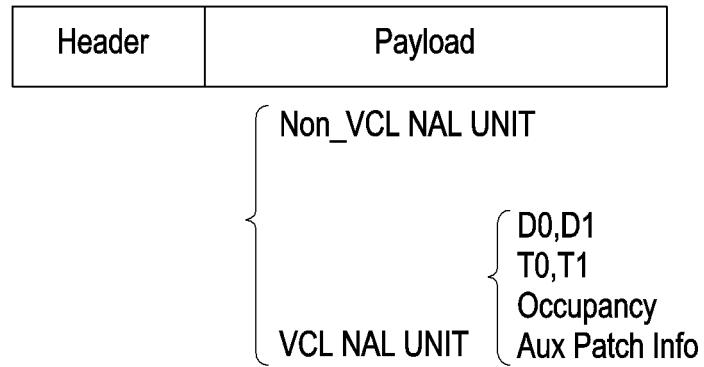 Header Payload
Non_VCL NAL UNIT
D0,D1
T0,T1
Occupancy
VCL NAL UNIT Aux Patch Info